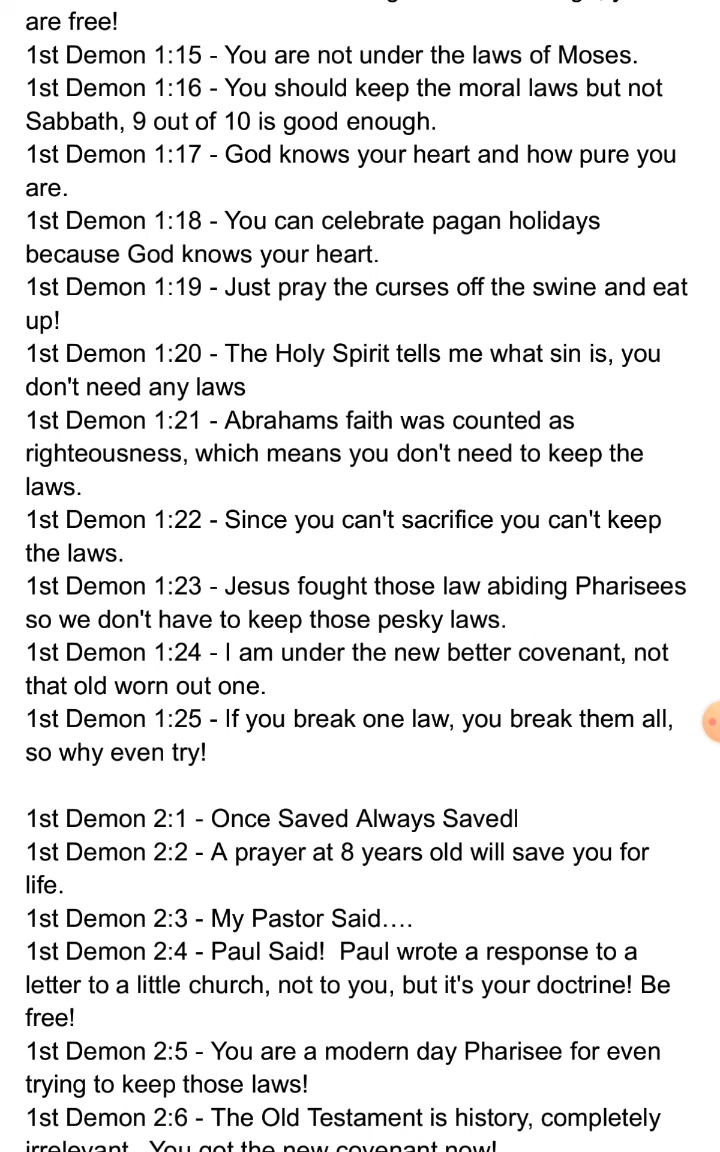 are free!
1st Demon 1:15 - You are not under the laws of Moses.
1st Demon 1:16 - You should keep the moral laws but not
Sabbath, 9 out of 10 is good enough.
1st Demon 1:17 - God knows your heart and how pure you
are.
1st Demon 1:18 - You can celebrate pagan holidays
because God knows your heart.
1st Demon 1:19 - Just pray the curses off the swine and eat
up!
1st Demon 1:20 - The Holy Spirit tells me what sin is, you
don't need any laws
1st Demon 1:21 - Abrahams faith was counted as
righteousness, which means you don't need to keep the
laws.
1st Demon 1:22 - Since you can't sacrifice you can't keep
the laws.
1st Demon 1:23 - Jesus fought those law abiding Pharisees
so we don't have to keep those pesky laws.
1st Demon 1:24 - I am under the new better covenant, not
that old worn out one.
1st Demon 1:25 - If you break one law, you break them all,
so why even try!
1st Demon 2:1 - Once Saved Always Savedl
1st Demon 2:2 - A prayer at 8 years old will save you for
life.
1st Demon 2:3 - My Pastor Said....
1st Demon 2:4 - Paul Said!  Paul wrote a response to a
letter to a little church, not to you, but it's your doctrine! Be
free!
1st Demon 2:5 - You are a modern day Pharisee for even
trying to keep those laws!
1st Demon 2:6 - The Old Testament is history, completely
irrelevant. You got the new covenant now!